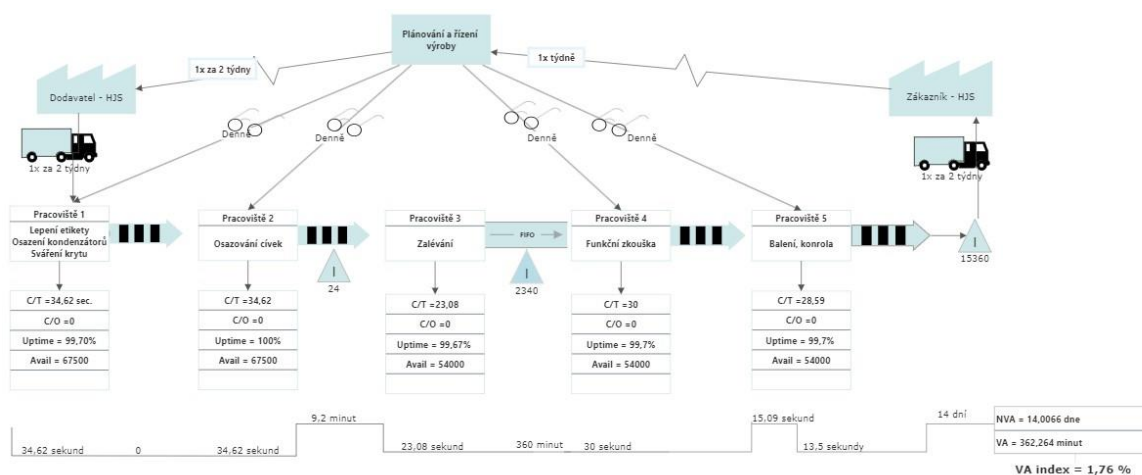 Plánování a řízení
výroby
1x za 2 týdny
1x týdně
Dodavatel - HJS
Zákazník - HJS
Denně
Denně
Denně
Denně
1x za 2 týdny
1x za 2 týdny
Pracoviště 1
Lepení etikety
Osazení kondenzátorů
Sváření krytu
Pracoviště 2
Osazování cívek
Pracoviště 3
Zalévání
FIFO
Pracoviště 4
Funkční zkouška
Pracoviště 5
Balení, konrola
I
24
I
2340
I
15360
C/T =34,62 sec.
C/O =0
Uptime = 99,70%
Avail = 67500
C/T =34,62
C/O =0
Uptime = 100%
Avail = 67500
C/T =23,08
C/O =0
Uptime = 99,67%
Avail = 54000
C/T =30
C/O =0
Uptime = 99,7%
Avail = 54000
C/T =28,59
C/O =0
Uptime = 99,7%
Avail = 54000
34,62 sekund
0
34,62 sekund
9,2 minut
23,08 sekund
360 minut
30 sekund
15,09 sekund
13,5 sekundy
14 dní
NVA = 14,0066 dne
VA = 362,264 minut
VA index = 1,76 %